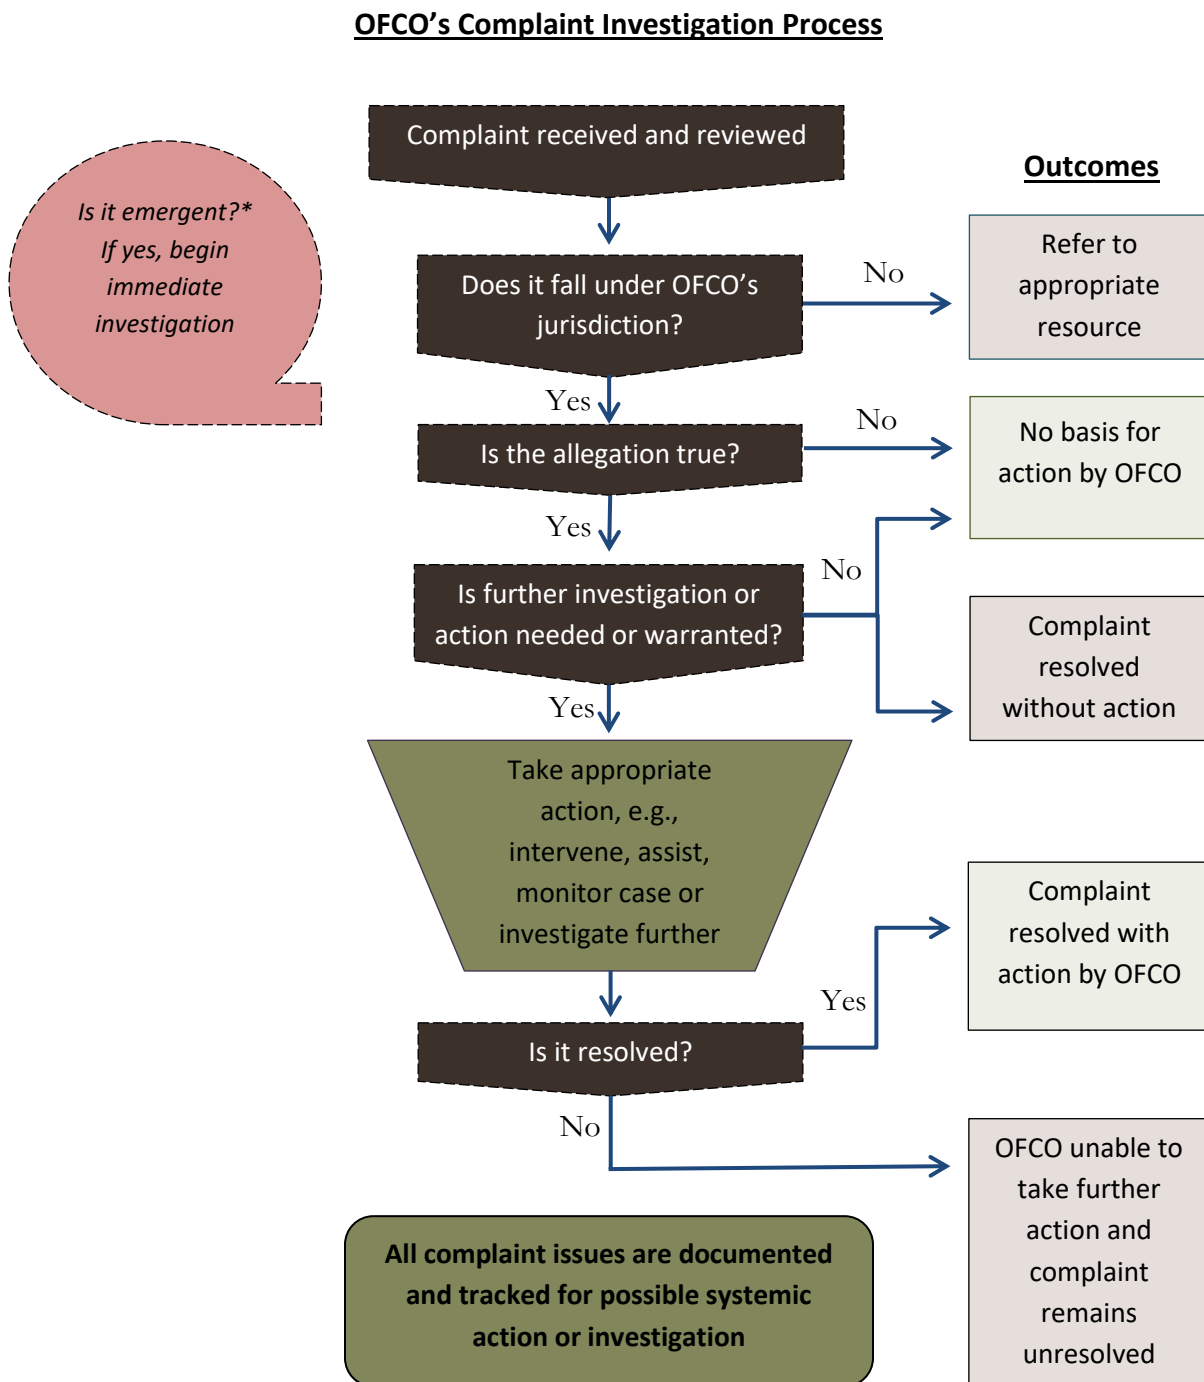 OFCO's Complaint Investigation Process
Complaint received and reviewed
Is it emergent?*
If yes, begin
immediate
investigation
Outcomes
Does it fall under OFCO's
jurisdiction?
No
Refer to
appropriate
resource
Yes
Is the allegation true?
No
No basis for
action by OFCO
Yes
Is further investigation or
action needed or warranted?
No
Complaint
resolved
without action
Yes
Take appropriate
action, e.g.,
intervene, assist,
monitor case or
investigate further
Complaint
resolved with
action by OFCO
Yes
Is it resolved?
No
OFCO unable to
take further
action and
complaint
remains
unresolved
All complaint issues are documented
and tracked for possible systemic
action or investigation